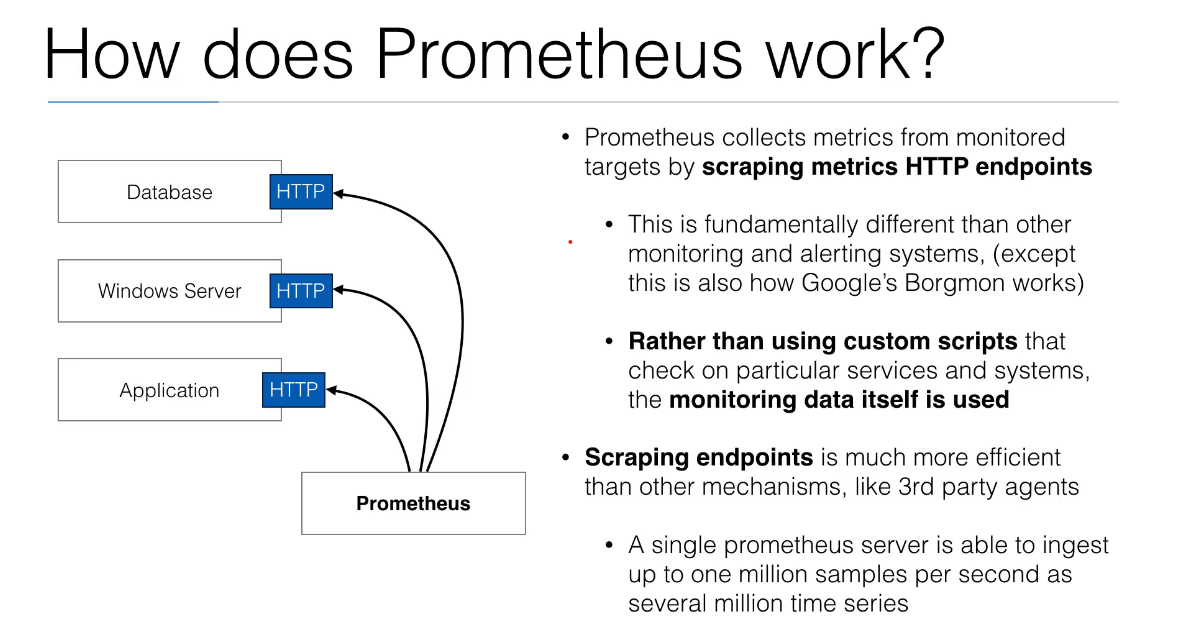 How does Prometheus work?
Database
HTTP
Windows Server
HTTP
Application
HTTP
Prometheus
• Prometheus collects metrics from monitored
targets by scraping metrics HTTP endpoints
• This is fundamentally different than other
monitoring and alerting systems, (except
this is also how Google’s Borgmon works)
• Rather than using custom scripts that
check on particular services and systems,
the monitoring data itself is used
• Scraping endpoints is much more efficient
than other mechanisms, like 3rd party agents
• A single prometheus server is able to ingest
up to one million samples per second as
several million time series